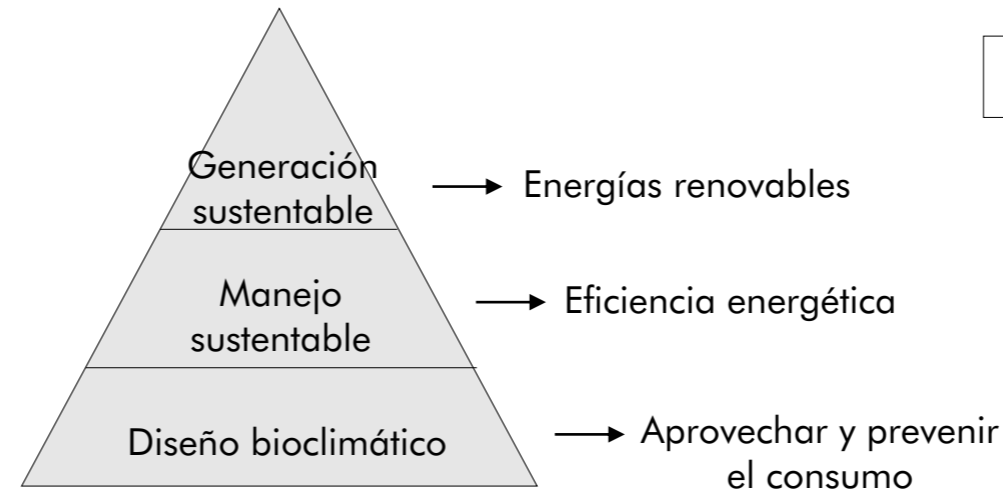 Generación
sustentable
Energías renovables
Manejo
sustentable
Eficiencia energética
Diseño bioclimático
Aprovechar y prevenir
el consumo